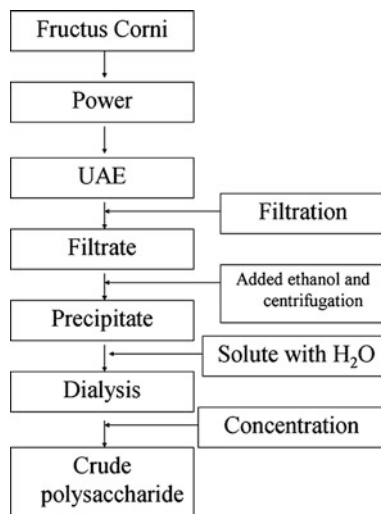 Fructus Corni
Power
UAE
Filtration
Filtrate
Added ethanol and
centrifugation
Precipitate
Solute with H₂O
Dialysis
Concentration
Crude
polysaccharide